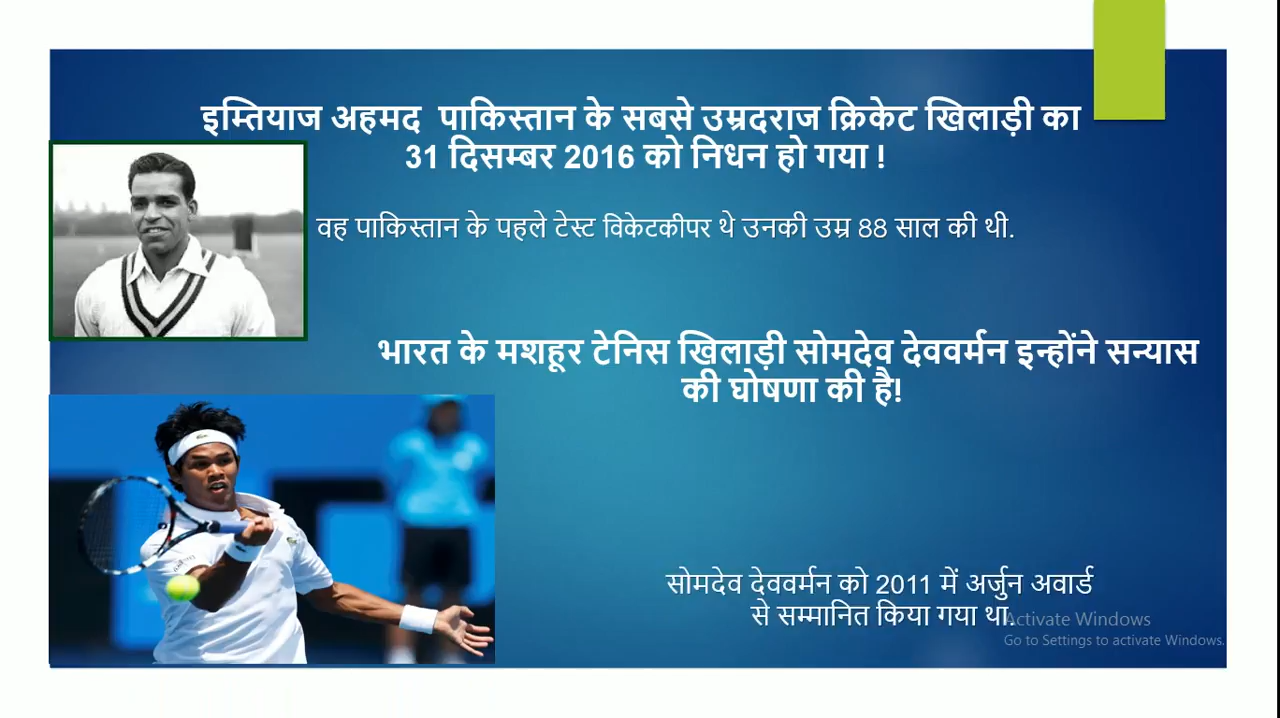 इम्तियाज अहमद पाकिस्तान के सबसे उम्रदराज क्रिकेट खिलाड़ी का
31 दिसम्बर 2016 को निधन हो गया !
वह पाकिस्तान के पहले टेस्ट विकेटकीपर थे उनकी उम्र 88 साल की थी.
भारत के मशहूर टेनिस खिलाड़ी सोमदेव देववर्मन इन्होंने सन्यास
की घोषणा की है!
सोमदेव देववर्मन को 2011 में अर्जुन अवार्ड
से सम्मानित किया गया था.
Activate Windows
Go to Settings to activate Windows.